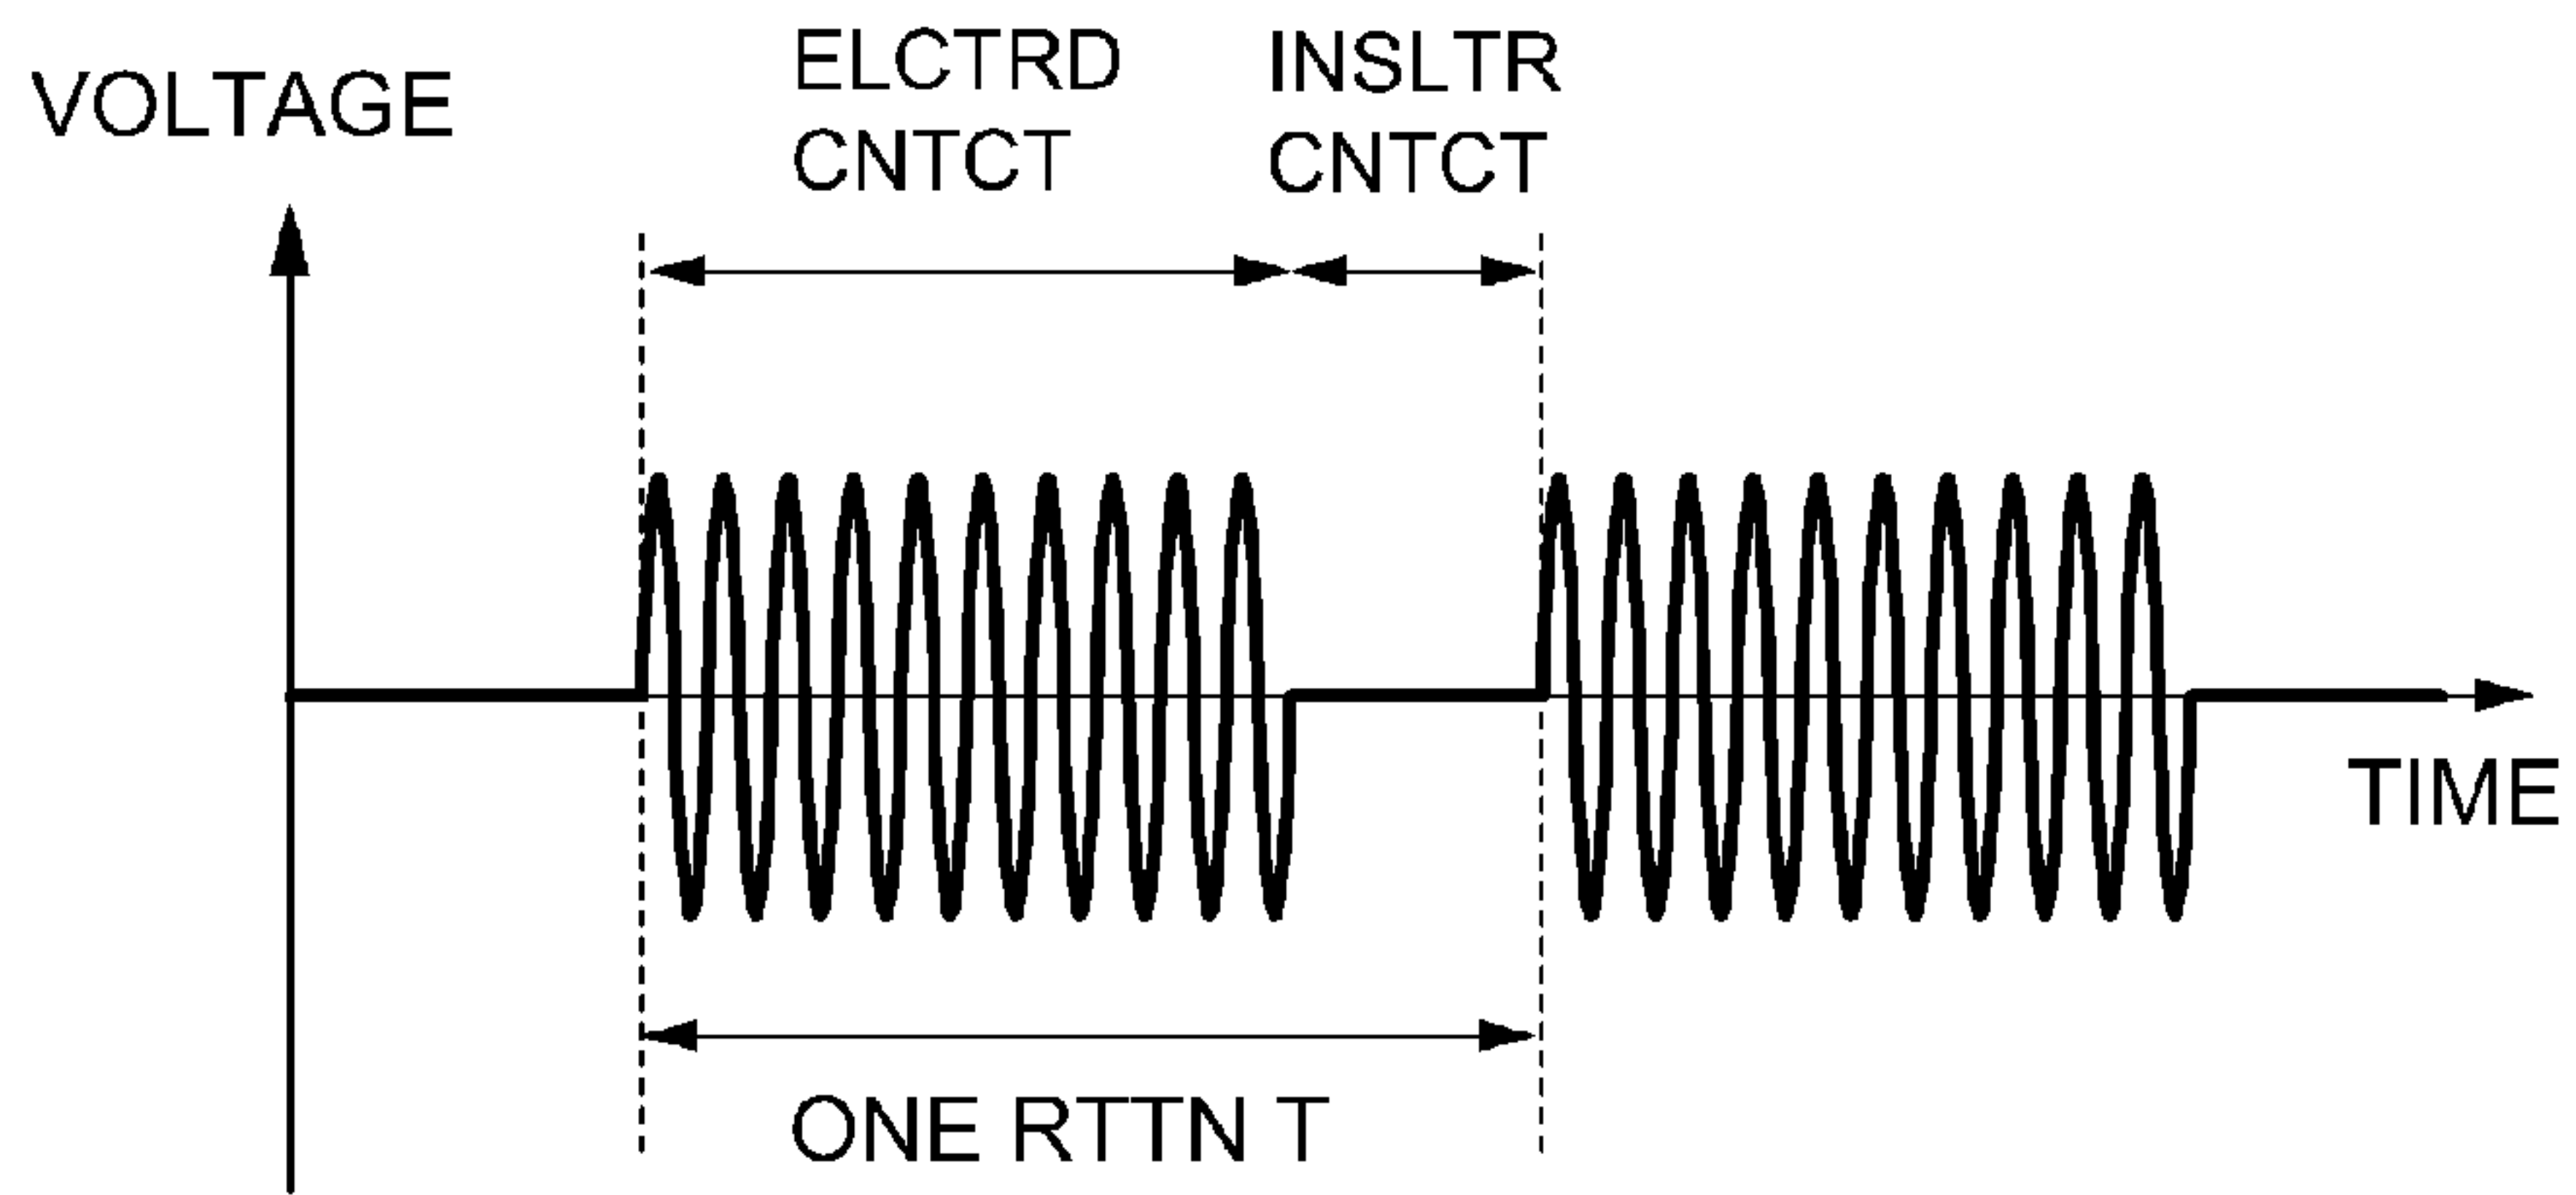 VOLTAGE
ELCTRD
CNTCT
INSLTR
CNTCT
TIME
ONE RTTN T